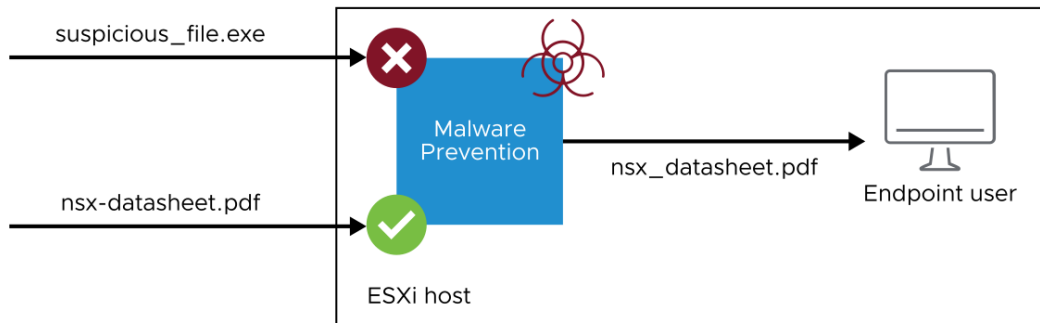 suspicious_file.exe
Malware
Prevention
nsx_datasheet.pdf
Endpoint user
nsx-datasheet.pdf
ESXi host